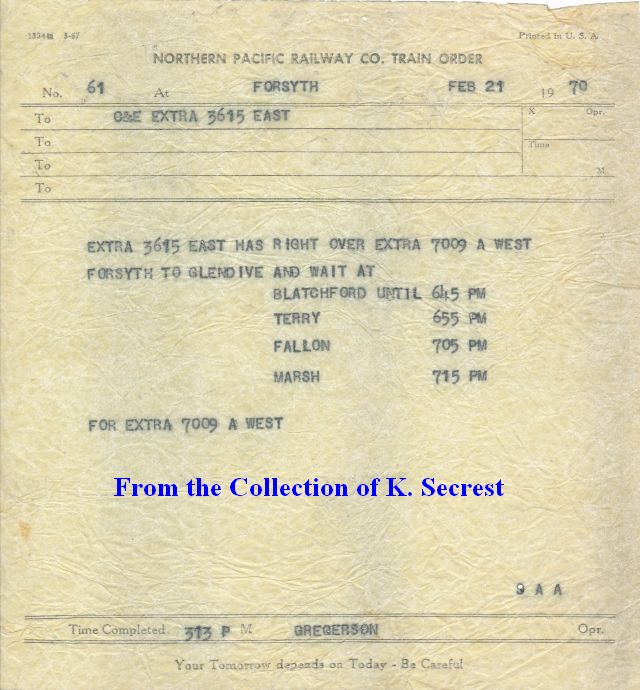 13244a 3-67 Printed in U. S. A.
NORTHERN PACIFIC RAILWAY CO. TRAIN ORDER
No. 61 At FORSYTH FEB 21 1970
To C&E EXTRA 3615 EAST X Opr.
To
Time
To M
To
EXTRA 3615 EAST HAS RIGHT OVER EXTRA 7009 A WEST
FORSYTH TO GLENDIVE AND WAIT AT
BLATCHFORD UNTIL 645 PM
TERRY 655 PM
FALLON 705 PM
MARSH 715 PM
FOR EXTRA 7009 A WEST
From the Collection of K. Secrest
9 A A
Time Completed 313 P M GREGERSON Opr.
Your Tomorrow depends on Today - Be Careful